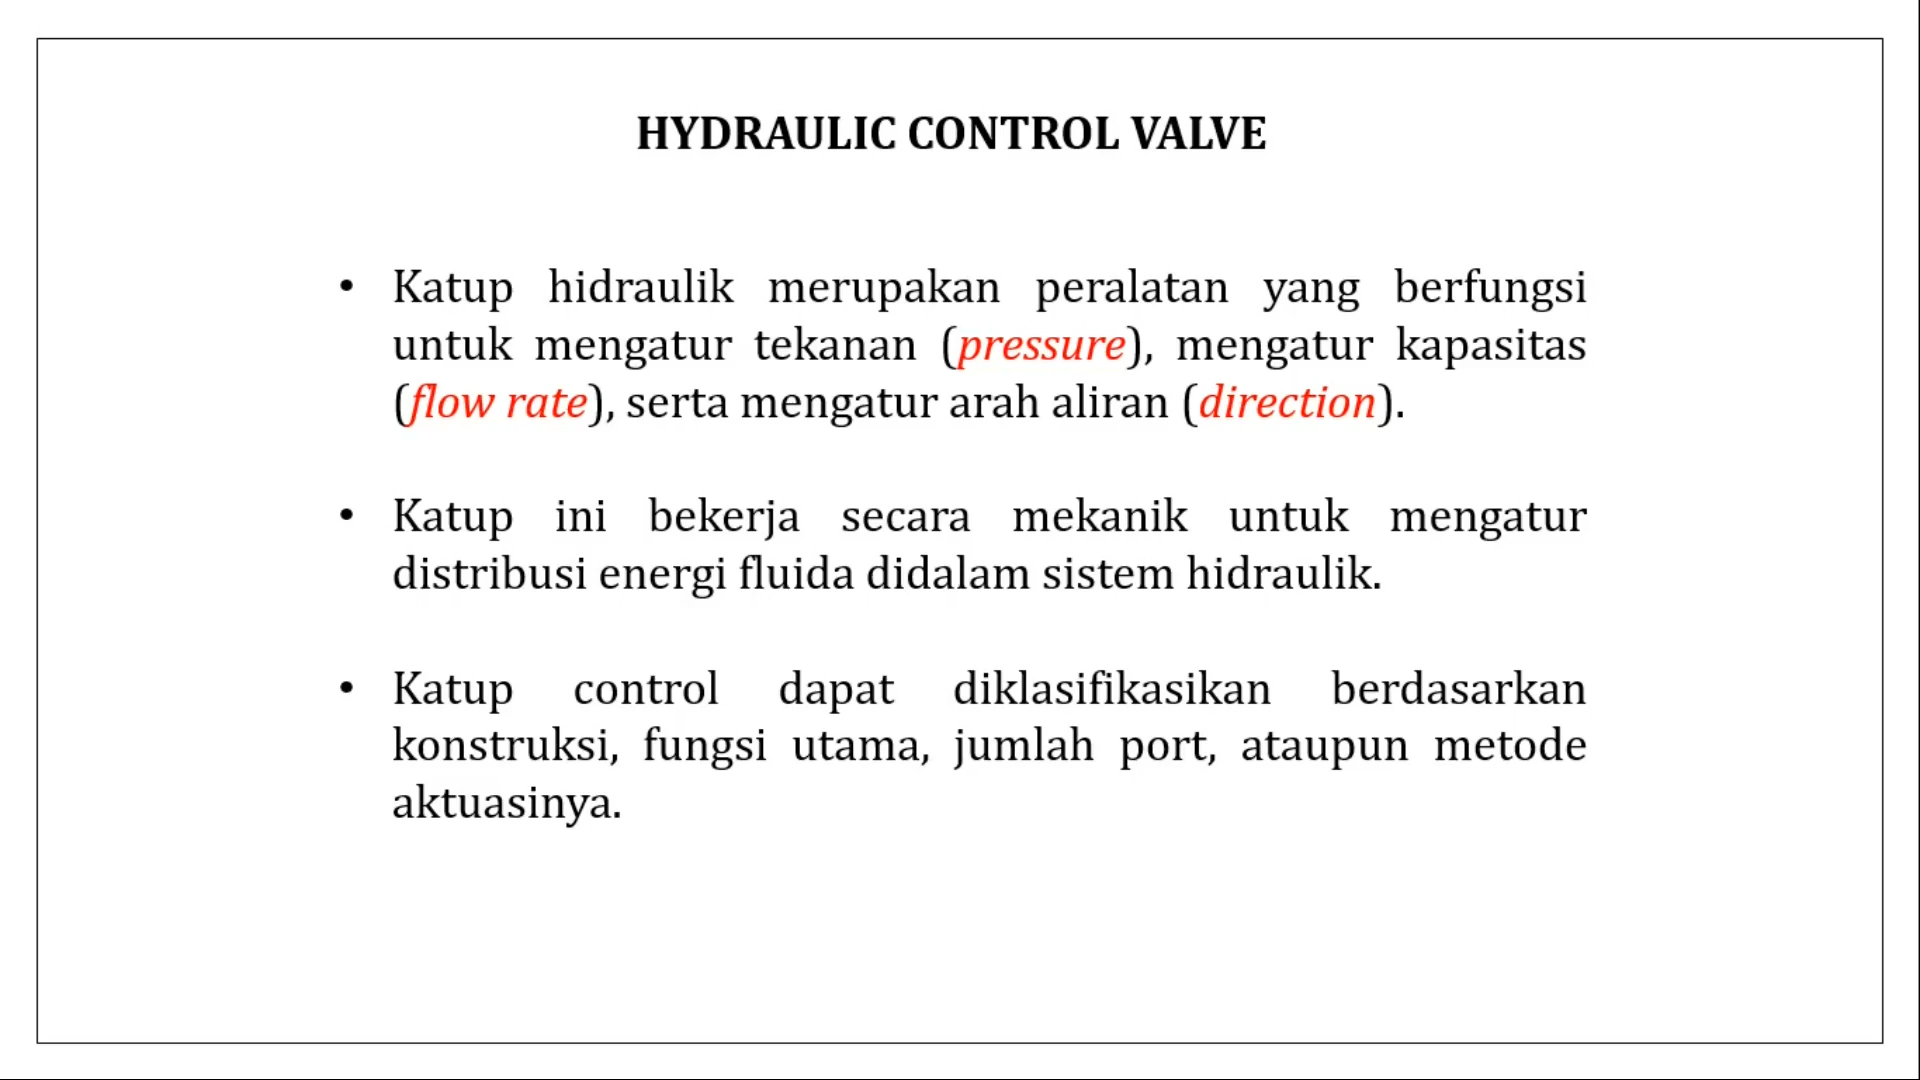 HYDRAULIC CONTROL VALVE
• Katup hidraulik merupakan peralatan yang berfungsi
untuk mengatur tekanan (pressure), mengatur kapasitas
(flow rate), serta mengatur arah aliran (direction).
• Katup ini bekerja secara mekanik untuk mengatur
distribusi energi fluida didalam sistem hidraulik.
• Katup control dapat diklasifikasikan berdasarkan
konstruksi, fungsi utama, jumlah port, ataupun metode
aktuasinya.